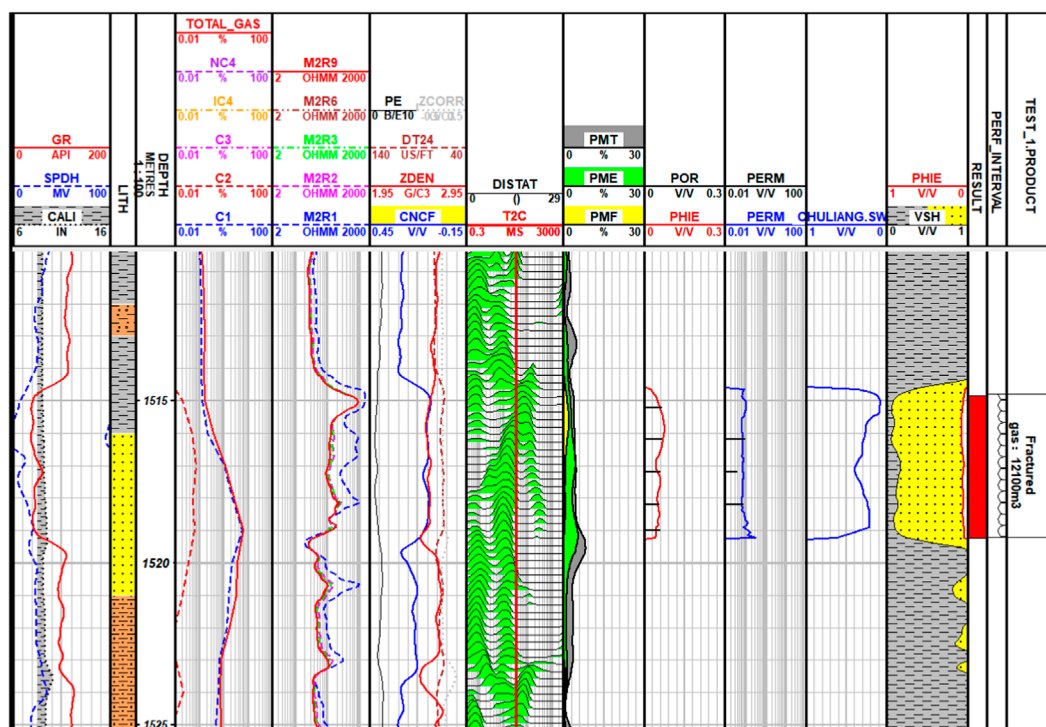 TOTAL_GAS
0.01 % 100
NC4
0.01 % 100
IC4
0.01 % 100
C3
0.01 % 100
C2
0.01 % 100
C1
0.01 % 100
GR
0 API 200
SPDH
0 MV 100
CALI
6 IN 16
LITH
DEPTH
METRES
M2R9
2 OHMM 2000
M2R6
2 OHMM 2000
M2R3
2 OHMM 2000
M2R2
2 OHMM 2000
M2R1
2 OHMM 2000
PE
0 B/E10
ZCORR
DT24
140 US/FT 40
ZDEN
1.95 G/C3 2.95
CNCF
0.45 V/V -0.15
DISTAT
0 () 29
T2C
0.3 MS 3000
PMT
0 % 30
PME
0 % 30
PMF
0 % 30
POR
0 V/V 0.3
PHIE
0 V/V 0.3
PERM
0.01 V/V 100
PERM
0.01 V/V 100
CHULIANG.SW
1 V/V 0
PHIE
1 V/V 0
VSH
0 V/V 1
RESULT
PERF_INTERVAL
TEST_1.PRODUCT
1515
1520
1525
Fractured
gas : 12100m3